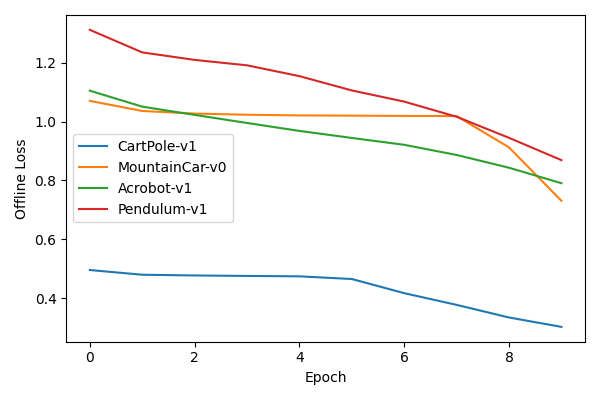 Offline Loss
1.2
1.0
0.8
0.6
0.4
CartPole-v1
MountainCar-v0
Acrobot-v1
Pendulum-v1
0
2
4
6
8
Epoch